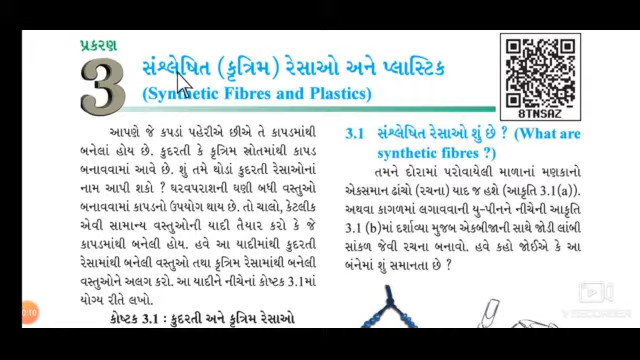 પ્રકરણ
3
સંશ્લેષિત (કૃત્રિમ) રેસાઓ અને પ્લાસ્ટિક
(Synthetic Fibres and Plastics)
8TNSAZ
આપણે જે કપડાં પહેરીએ છીએ તે કાપડમાંથી
બનેલાં હોય છે. કુદરતી કે કૃત્રિમ સ્રોતમાંથી કાપડ
બનાવવામાં આવે છે. શું તમે થોડાં કુદરતી રેસાઓનાં
નામ આપી શકો ? ઘરવપરાશની ઘણી બધી વસ્તુઓ
બનાવવામાં કાપડનો ઉપયોગ થાય છે. તો ચાલો, કેટલીક
એવી સામાન્ય વસ્તુઓની યાદી તૈયાર કરો કે જે
કાપડમાંથી બનેલી હોય. હવે આ યાદીમાંથી કુદરતી
રેસામાંથી બનેલી વસ્તુઓ તથા કૃત્રિમ રેસામાંથી બનેલી
વસ્તુઓને અલગ કરો. આ યાદીને નીચેનાં કોષ્ટક 3.1માં
યોગ્ય રીતે લખો.
કોષ્ટક 3.1 : કુદરતી અને કૃત્રિમ રેસાઓ
3.1 સંશ્લેષિત રેસાઓ શું છે ? (What are
synthetic fibres ?)
તમને દોરામાં પરોવાયેલી માળાનાં મણકાનો
એકસમાન ઢાંચો (રચના) યાદ જ હશે (આકૃતિ 3.1(a)).
અથવા કાગળમાં લગાવવાની યુ-પીનને નીચેની આકૃતિ
3.1 (b)માં દર્શાવ્યા મુજબ એકબીજાની સાથે જોડી લાંબી
સાંકળ જેવી રચના બનાવો. હવે કહો જોઈએ કે આ
બંનેમાં શું સમાનતા છે ?
0:10
V RECORDER